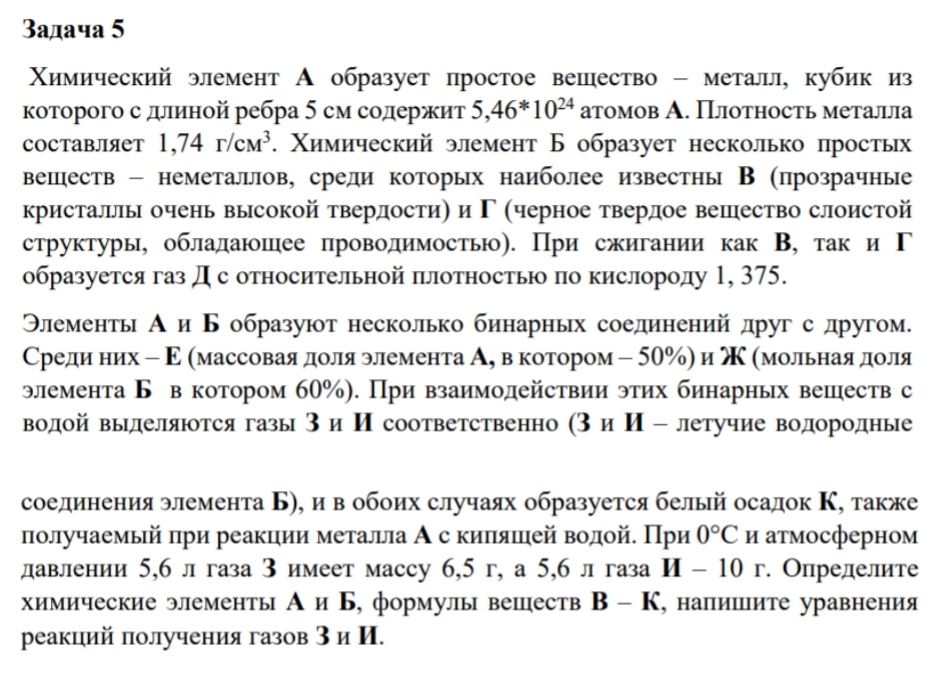 Задача 5
Химический элемент А образует простое вещество – металл, кубик из
которого с длиной ребра 5 см содержит 5,46*10²⁴ атомов А. Плотность металла
составляет 1,74 г/см³. Химический элемент Б образует несколько простых
веществ – неметаллов, среди которых наиболее известны В (прозрачные
кристаллы очень высокой твердости) и Г (черное твердое вещество слоистой
структуры, обладающее проводимостью). При сжигании как В, так и Г
образуется газ Д с относительной плотностью по кислороду 1, 375.
Элементы А и Б образуют несколько бинарных соединений друг с другом.
Среди них – Е (массовая доля элемента А, в котором – 50%) и Ж (мольная доля
элемента Б в котором 60%). При взаимодействии этих бинарных веществ с
водой выделяются газы З и И соответственно (З и И – летучие водородные
соединения элемента Б), и в обоих случаях образуется белый осадок К, также
получаемый при реакции металла А с кипящей водой. При 0°С и атмосферном
давлении 5,6 л газа З имеет массу 6,5 г, а 5,6 л газа И – 10 г. Определите
химические элементы А и Б, формулы веществ В – К, напишите уравнения
реакций получения газов З и И.